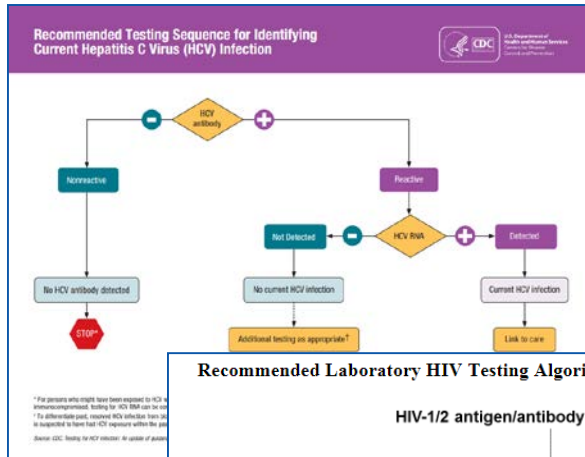 Recommended Testing Sequence for Identifying
Current Hepatitis C Virus (HCV) Infection
CDC
U.S. Department of
Health and Human Services
Centers for Disease
Control and Prevention
HCV
antibody
Nonreactive
Reactive
Not Detected
HCV RNA
Detected
No HCV antibody detected
No current HCV infection
Current HCV infection
STOP*
Additional testing as appropriate†
Link to care
* For persons who might have been exposed to HCV
immunocompromised, testing for HCV RNA can be
† To differentiate past, resolved HCV infection from
is suspected to have had HCV exposure within the
Source: CDC. Testing for HCV infection: An update of
Recommended Laboratory HIV Testing Algori
HIV-1/2 antigen/antibody